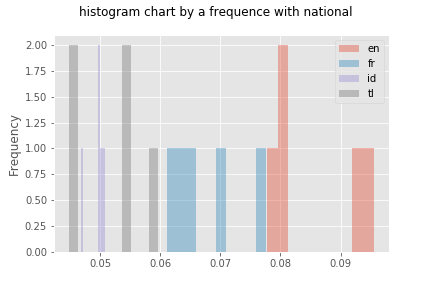 histogram chart by a frequence with national
en
fr
id
tl
Frequency
2.00
1.75
1.50
1.25
1.00
0.75
0.50
0.25
0.00
0.05 0.06 0.07 0.08 0.09